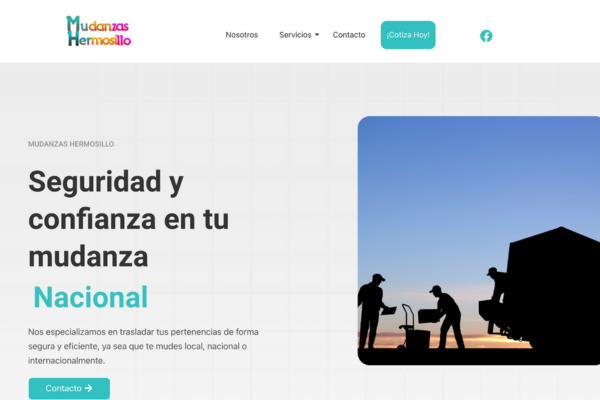 Mudanzas
Hermosillo
Nosotros
Servicios
Contacto
¡Cotiza Hoy!
MUDANZAS HERMOSILLO
Seguridad y
confianza en tu
mudanza
Nacional
Nos especializamos en trasladar tus pertenencias de forma
segura y eficiente, ya sea que te mudes local, nacional o
internacionalmente.
Contacto